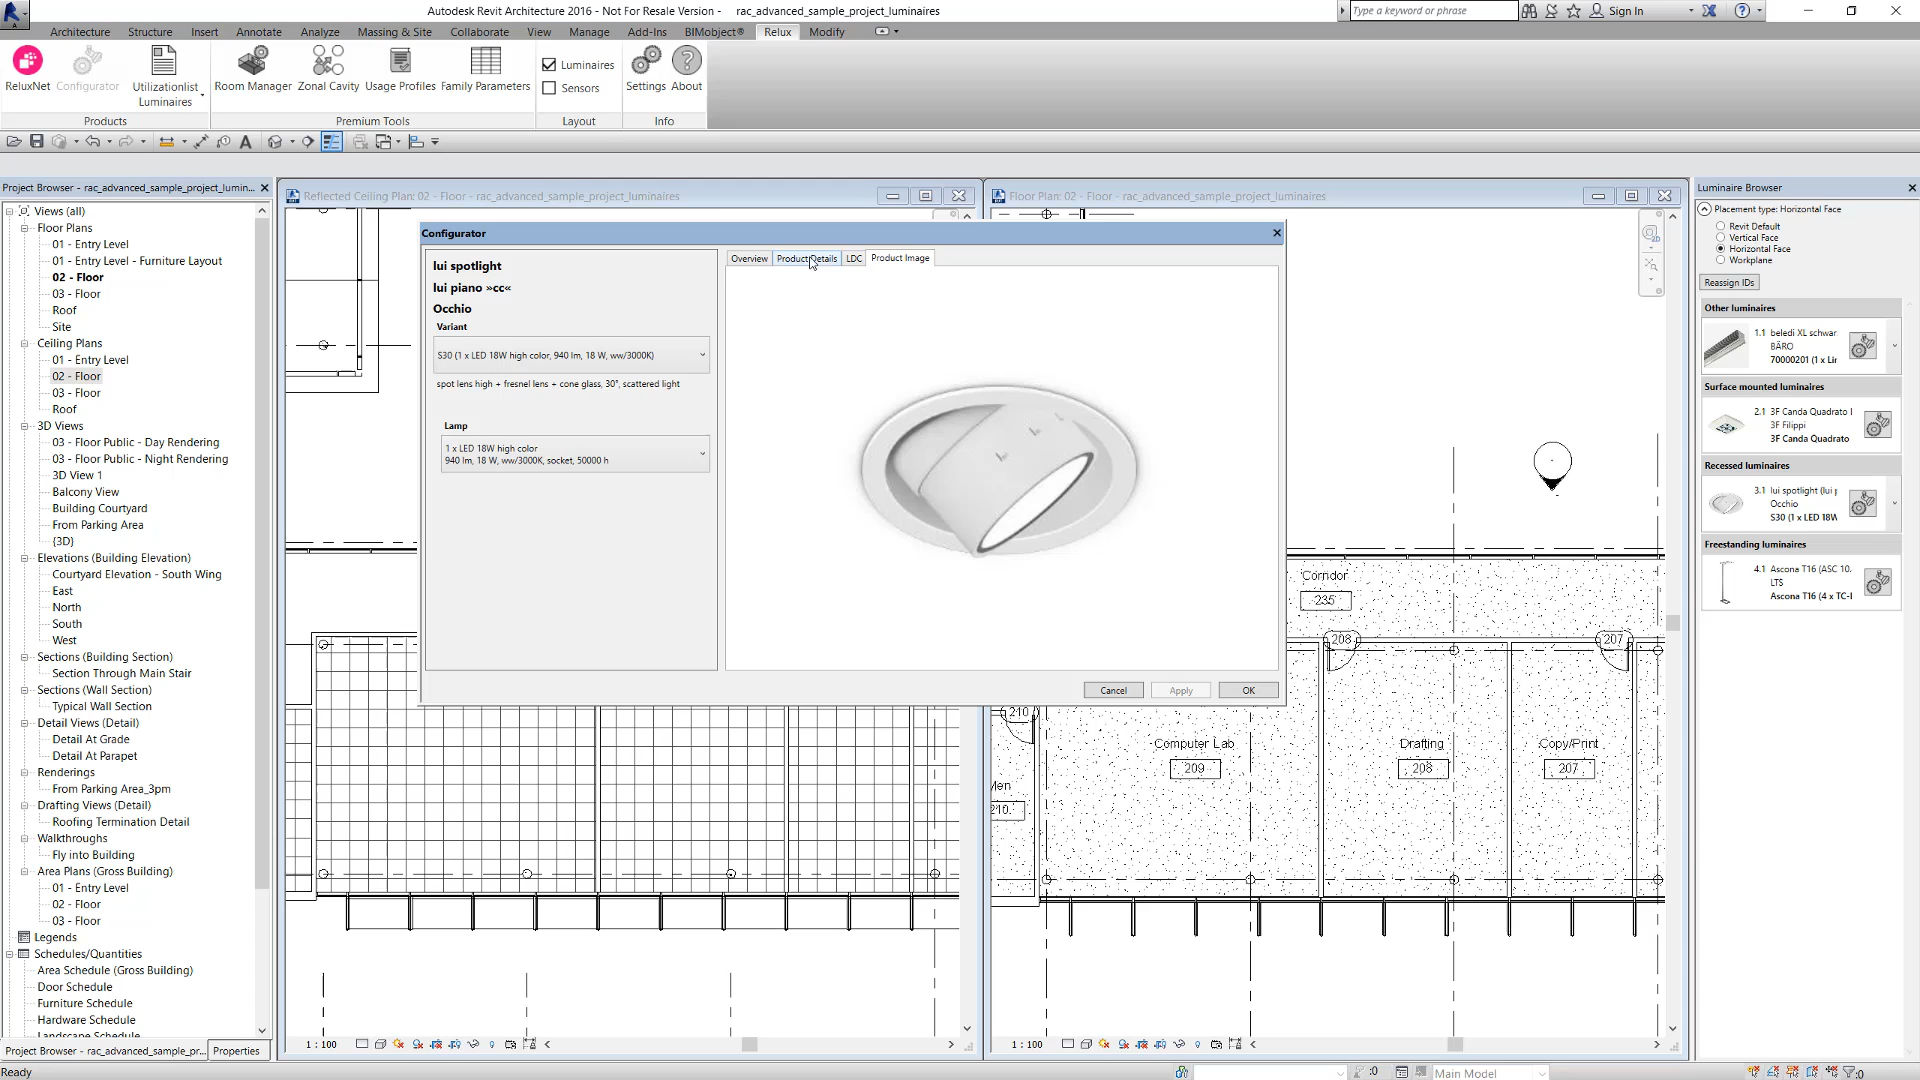 Autodesk Revit Architecture 2016 - Not For Resale Version - rac_advanced_sample_project_luminaires
Type a keyword or phrase
Sign In
Architecture Structure Insert Annotate Analyze Massing & Site Collaborate View Manage Add-Ins BIMobject® Relux Modify
ReluxNet Configurator Utilizationlist Luminaires
Room Manager Zonal Cavity Usage Profiles Family Parameters
Luminaires
Sensors
Settings About
Products Premium Tools Layout Info
Project Browser - rac_advanced_sample_project_lumin...
Views (all)
Floor Plans
01 - Entry Level
01 - Entry Level - Furniture Layout
02 - Floor
03 - Floor
Roof
Site
Ceiling Plans
01 - Entry Level
02 - Floor
03 - Floor
Roof
3D Views
03 - Floor Public - Day Rendering
03 - Floor Public - Night Rendering
3D View 1
Balcony View
Building Courtyard
From Parking Area
{3D}
Elevations (Building Elevation)
Courtyard Elevation - South Wing
East
North
South
West
Sections (Building Section)
Section Through Main Stair
Sections (Wall Section)
Typical Wall Section
Detail Views (Detail)
Detail At Grade
Detail At Parapet
Renderings
From Parking Area_3pm
Drafting Views (Detail)
Roofing Termination Detail
Walkthroughs
Fly into Building
Area Plans (Gross Building)
01 - Entry Level
02 - Floor
03 - Floor
Legends
Schedules/Quantities
Area Schedule (Gross Building)
Door Schedule
Furniture Schedule
Hardware Schedule
Landscape Schedule
Project Browser - rac_advanced_sample_pr... Properties
Ready
Reflected Ceiling Plan: 02 - Floor - rac_advanced_sample_project_luminaires
Floor Plan: 02 - Floor - rac_advanced_sample_project_luminaires
Configurator
lui spotlight
lui piano »cc«
Occhio
Variant
S30 (1 x LED 18W high color, 940 lm, 18 W, ww/3000K)
spot lens high + fresnel lens + cone glass, 30°, scattered light
Lamp
1 x LED 18W high color
940 lm, 18 W, ww/3000K, socket, 50000 h
Overview Product Details LDC Product Image
Cancel Apply OK
Corridor
235
208
207
210
Men
210
Computer Lab
209
Drafting
208
Copy/Print
207
1 : 100
1 : 100
:0
Main Model
:0
Luminaire Browser
Placement type: Horizontal Face
Revit Default
Vertical Face
Horizontal Face
Workplane
Reassign IDs
Other luminaires
1.1 beledi XL schwar
BÄRO
70000201 (1 x Lir
Surface mounted luminaires
2.1 3F Canda Quadrato I
3F Filippi
3F Canda Quadrato
Recessed luminaires
3.1 lui spotlight (lui p
Occhio
S30 (1 x LED 18W
Freestanding luminaires
4.1 Ascona T16 (ASC 10.
LTS
Ascona T16 (4 x TC-l